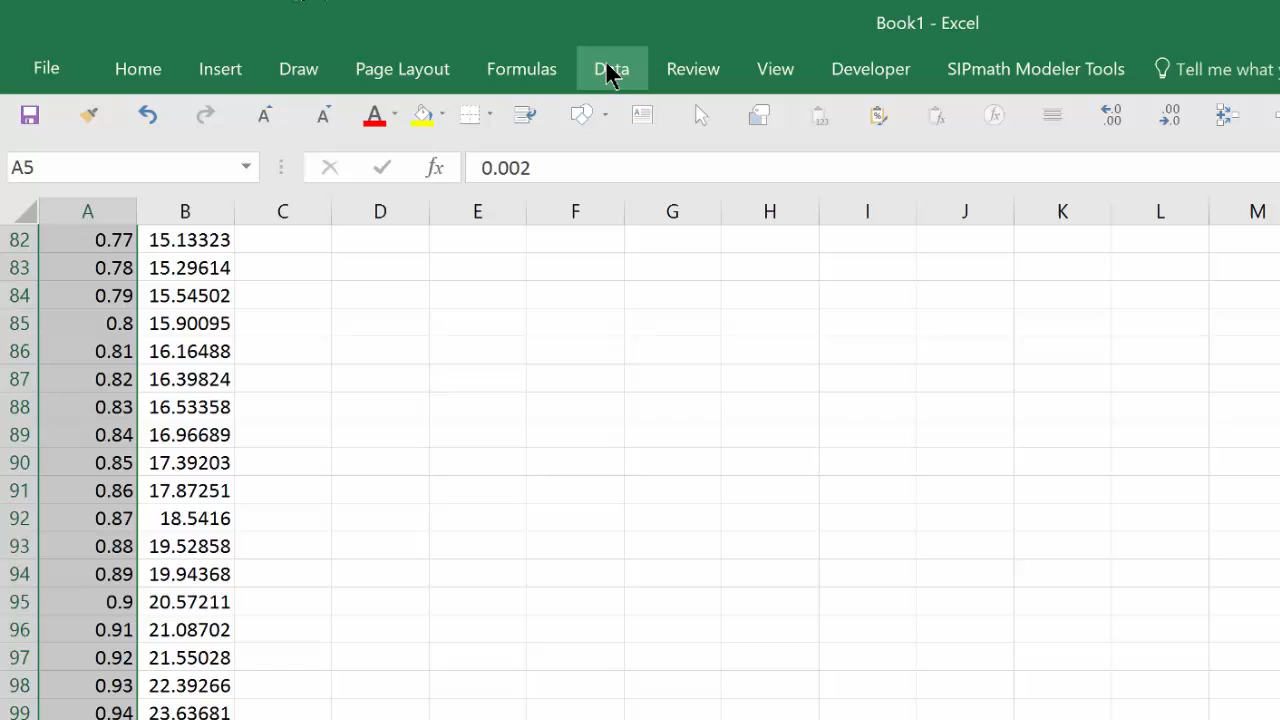 Book1 - Excel
File Home Insert Draw Page Layout Formulas Data Review View Developer SIPmath Modeler Tools Tell me what
A5 fx 0.002
A B C D E F G H I J K L M
82 0.77 15.13323
83 0.78 15.29614
84 0.79 15.54502
85 0.8 15.90095
86 0.81 16.16488
87 0.82 16.39824
88 0.83 16.53358
89 0.84 16.96689
90 0.85 17.39203
91 0.86 17.87251
92 0.87 18.5416
93 0.88 19.52858
94 0.89 19.94368
95 0.9 20.57211
96 0.91 21.08702
97 0.92 21.55028
98 0.93 22.39266
99 0.94 23.63681